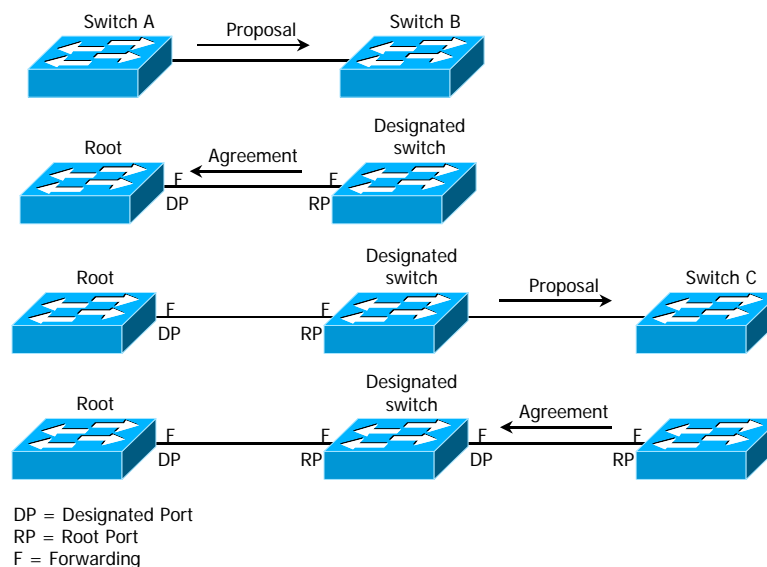 Switch A
Proposal
Switch B
Root
Agreement
Designated
switch
F
F
DP
RP
Root
Designated
switch
Proposal
Switch C
F
F
DP
RP
Root
Designated
switch
Agreement
F
F
F
F
DP
RP
DP
RP
DP = Designated Port
RP = Root Port
F = Forwarding